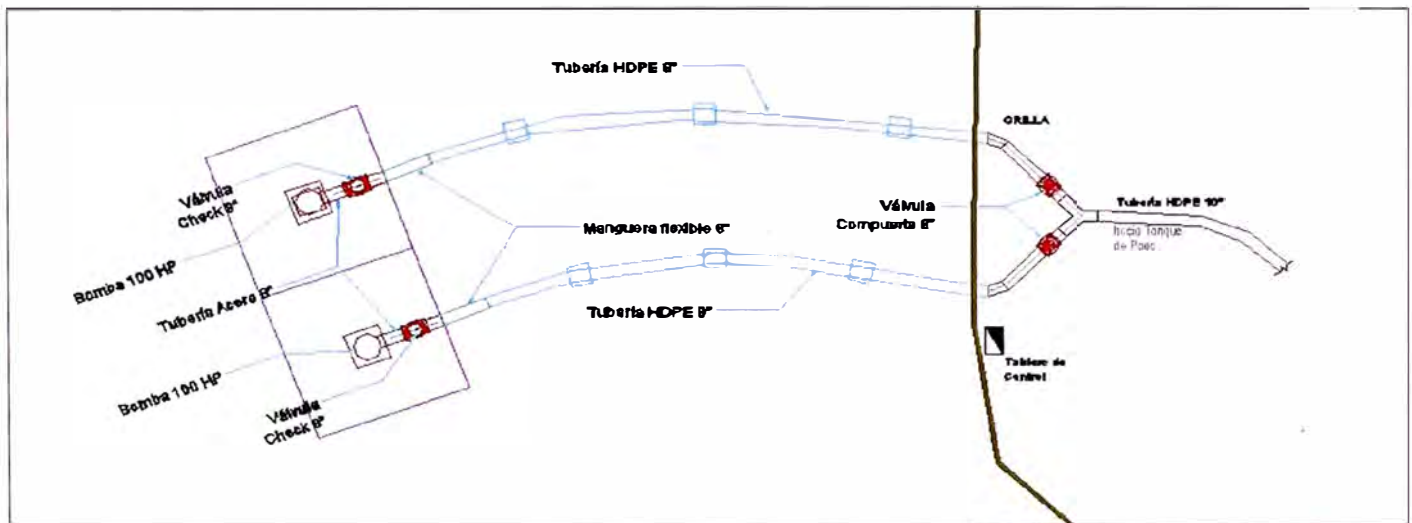 Tubería HDPE 8"
ORILLA
Válvula
Check 8"
Válvula
Compuerta 8"
Tubería HDPE 10"
hacia Tanque
de Paso
Manguera flexible 8"
Bomba 100 HP
Tubería Acero 8"
Tubería HDPE 8"
Tablero de
Control
Bomba 100 HP
Válvula
Check 8"